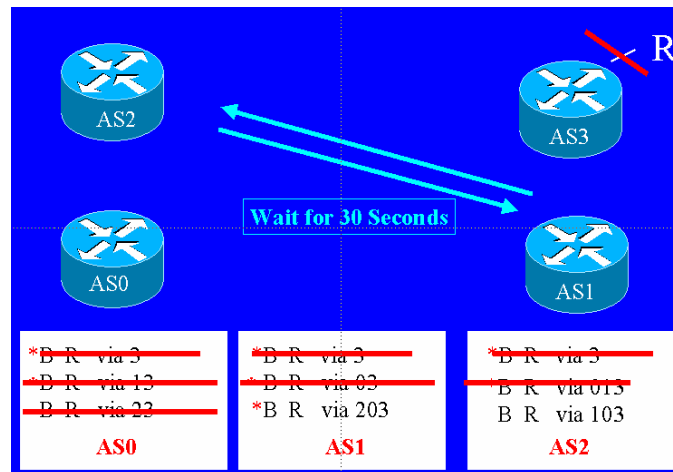 R
AS2
AS3
Wait for 30 Seconds
AS0
AS1
*B R via 3
*B R via 13
B R via 23
AS0
*B R via 3
*B R via 03
*B R via 203
AS1
*B R via 3
*B R via 013
B R via 103
AS2